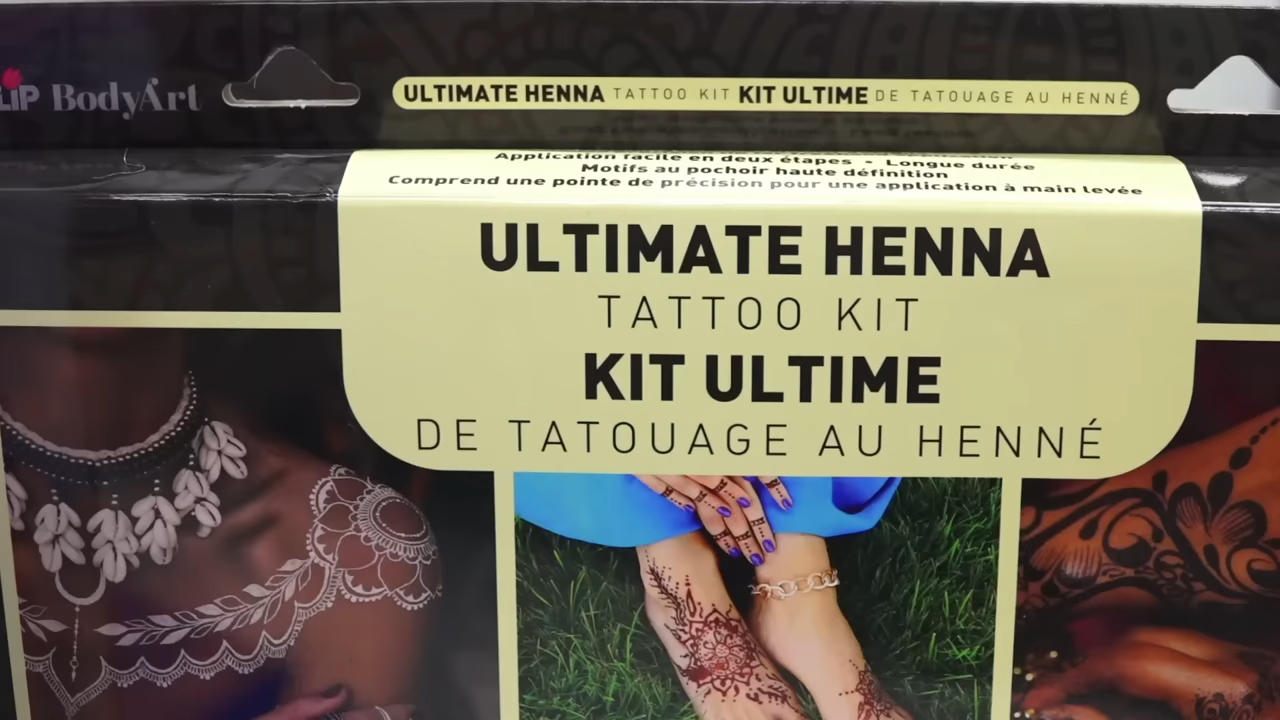 LIP BodyArt
ULTIMATE HENNA TATTOO KIT KIT ULTIME DE TATOUAGE AU HENNÉ
Application facile en deux étapes • Longue durée
Motifs au pochoir haute définition
Comprend une pointe de précision pour une application à main levée
ULTIMATE HENNA
TATTOO KIT
KIT ULTIME
DE TATOUAGE AU HENNÉ